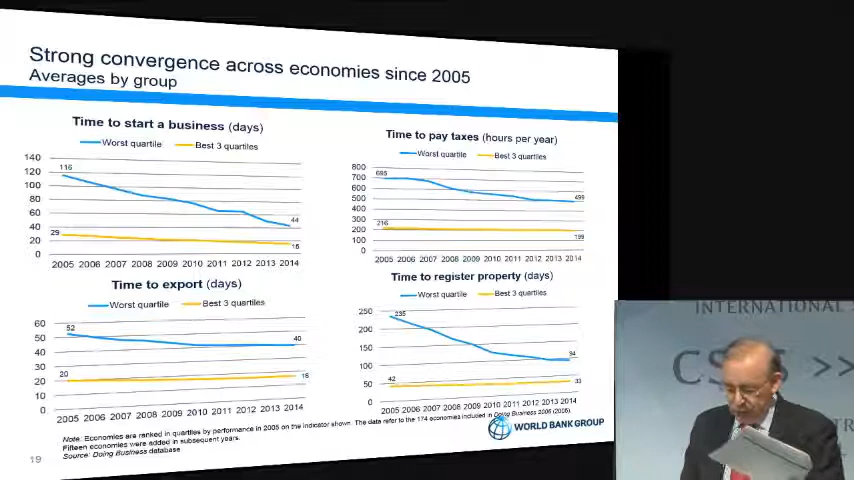 Strong convergence across economies since 2005
Averages by group
Time to start a business (days)
Worst quartile
Best 3 quartiles
140
120
100
80
60
40
20
0
116
29
44
2005 2006 2007 2008 2009 2010 2011 2012 2013 2014
Time to pay taxes (hours per year)
Worst quartile
Best 3 quartiles
800
700
600
500
400
300
200
100
0
695
216
499
199
2005 2006 2007 2008 2009 2010 2011 2012 2013 2014
Time to export (days)
Worst quartile
Best 3 quartiles
60
50
40
30
20
10
0
52
20
40
2005 2006 2007 2008 2009 2010 2011 2012 2013 2014
Time to register property (days)
Worst quartile
Best 3 quartiles
250
200
150
100
50
0
235
42
33
2005 2006 2007 2008 2009 2010 2011 2012 2013 2014
Note: Economies are ranked in quartiles by performance in 2005 on the indicator shown. The data refer to the 174 economies included in Doing Business 2006 (2005).
Fifteen economies were added in subsequent years.
Source: Doing Business database
WORLD BANK GROUP
19
INTERNATIONAL
CS >>